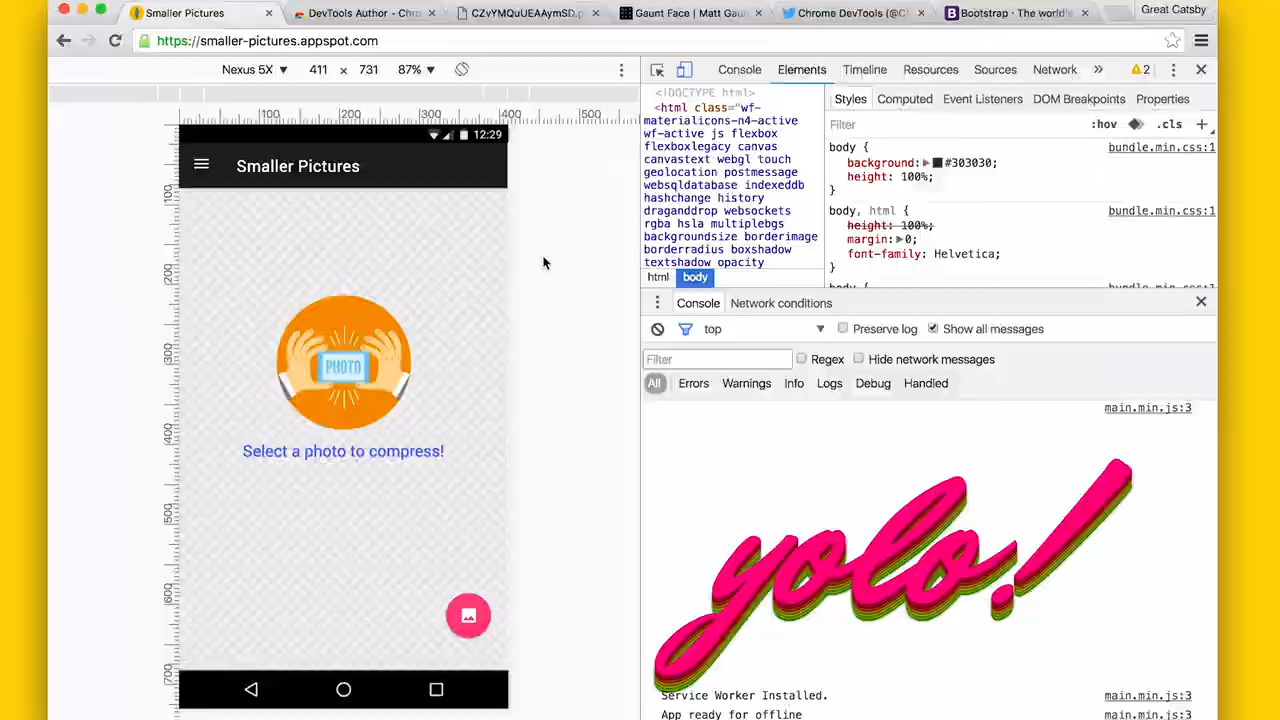 Smaller Pictures
DevTools Author - Chro
CZvYMQuUEAAymsb.p
Gaunt Face | Matt Gau
ChromeDevTools (@C
Bootstrap · The world's
Great Catsby
https://smaller-pictures.appspot.com
Nexus 5X ▼ 411 × 731 87% ▼
Console Elements Timeline Resources Sources Network » 2
100 200 300 400 500
100
200
300
400
500
600
700
12:29
Smaller Pictures
PHOTO
Select a photo to compress!
<!DOCTYPE html>
<html class="wf-
materialicons-n4-active
wf-active js flexbox
flexboxlegacy canvas
canvastext webgl touch
geolocation postmessage
websqldatabase indexeddb
hashchange history
draganddrop websockets
rgba hsla multiplebgs
backgroundsize borderimage
borderradius boxshadow
textshadow opacity
html body
Styles Computed Event Listeners DOM Breakpoints Properties
Filter :hov .cls +
body { bundle.min.css:1
background: #303030;
height: 100%;
}
body, html { bundle.min.css:1
height: 100%;
margin: 0;
font-family: Helvetica;
}
Console Network conditions
top Preserve log Show all messages
Filter Regex Hide network messages
All Errors Warnings Info Logs Debug Handled
main.min.js:3
yolo!
Service Worker Installed. main.min.js:3
App ready for offline main.min.js:3